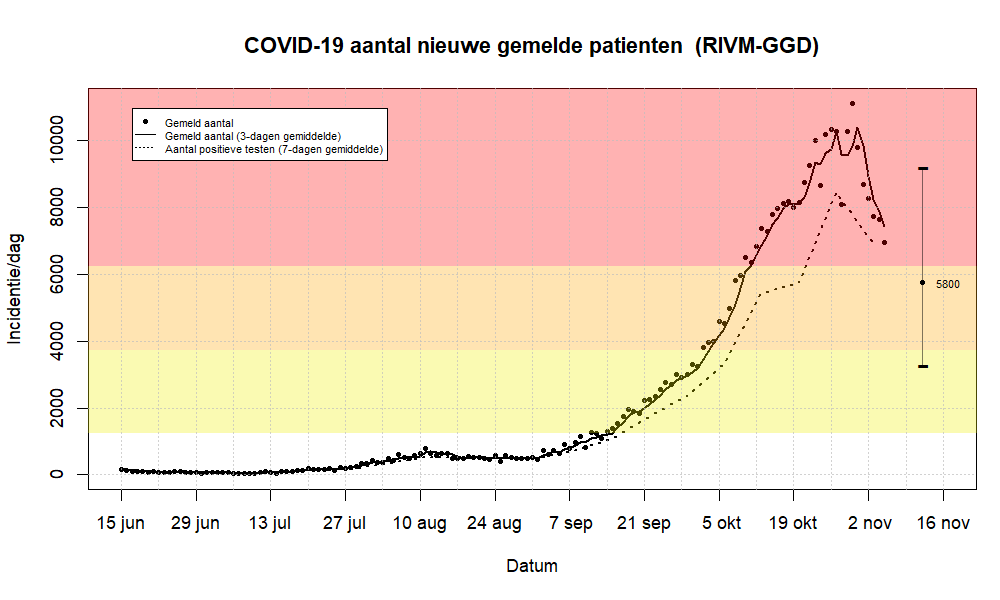 COVID-19 aantal nieuwe gemelde patienten (RIVM-GGD)
Gemeld aantal
Gemeld aantal (3-dagen gemiddelde)
Aantal positieve testen (7-dagen gemiddelde)
Incidentie/dag
10000
8000
6000
4000
2000
0
5800
15 jun 29 jun 13 jul 27 jul 10 aug 24 aug 7 sep 21 sep 5 okt 19 okt 2 nov 16 nov
Datum